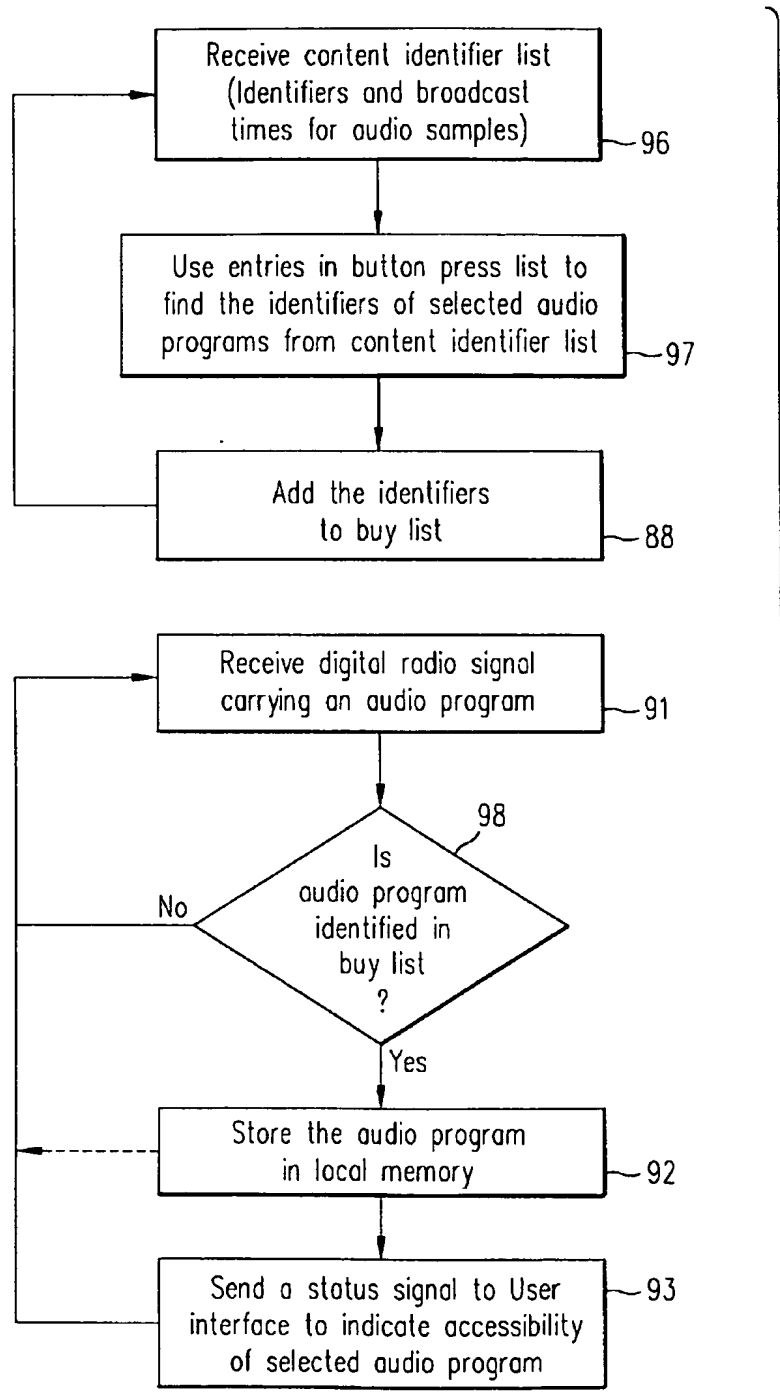 Receive content identifier list
(Identifiers and broadcast
times for audio samples)
96
Use entries in button press list to
find the identifiers of selected audio
programs from content identifier list
97
Add the identifiers
to buy list
88
Receive digital radio signal
carrying an audio program
91
98
Is
audio program
identified in
buy list
?
No
Yes
Store the audio program
in local memory
92
Send a status signal to User
interface to indicate accessibility
of selected audio program
93